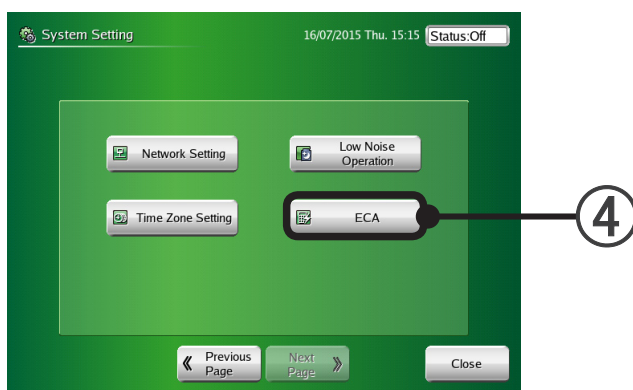 System Setting
16/07/2015 Thu. 15:15 Status:Off
Network Setting
Low Noise
Operation
Time Zone Setting
ECA
④
Previous
Page
Next
Page
Close